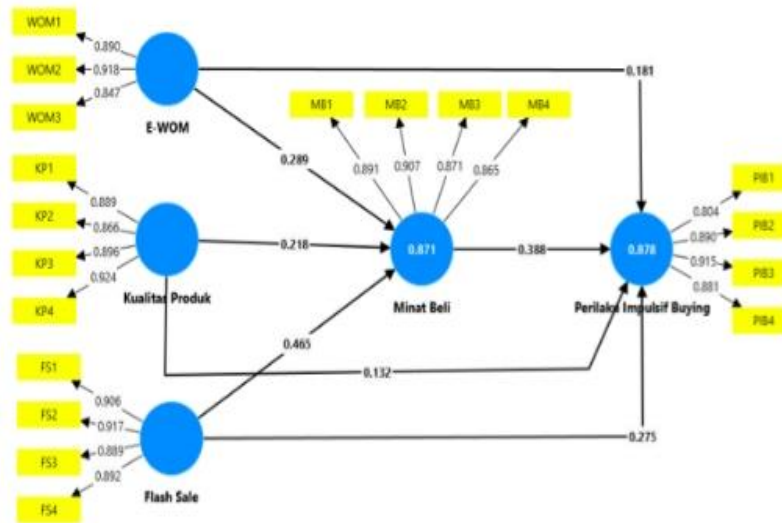 WOM1
0.890
WOM2
0.918
0.847
WOM3
E-WOM
0.181
MB1
MB2
MB3
MB4
0.891
0.907
0.871
0.865
0.289
KP1
0.889
KP2
0.866
KP3
0.896
0.924
KP4
Kualitas Produk
0.218
0.871
Minat Beli
0.388
0.878
Perilaku Impulsif Buying
PIB1
0.804
PIB2
0.890
PIB3
0.915
0.881
PIB4
0.465
0.132
FS1
0.906
FS2
0.917
FS3
0.889
0.892
FS4
Flash Sale
0.275